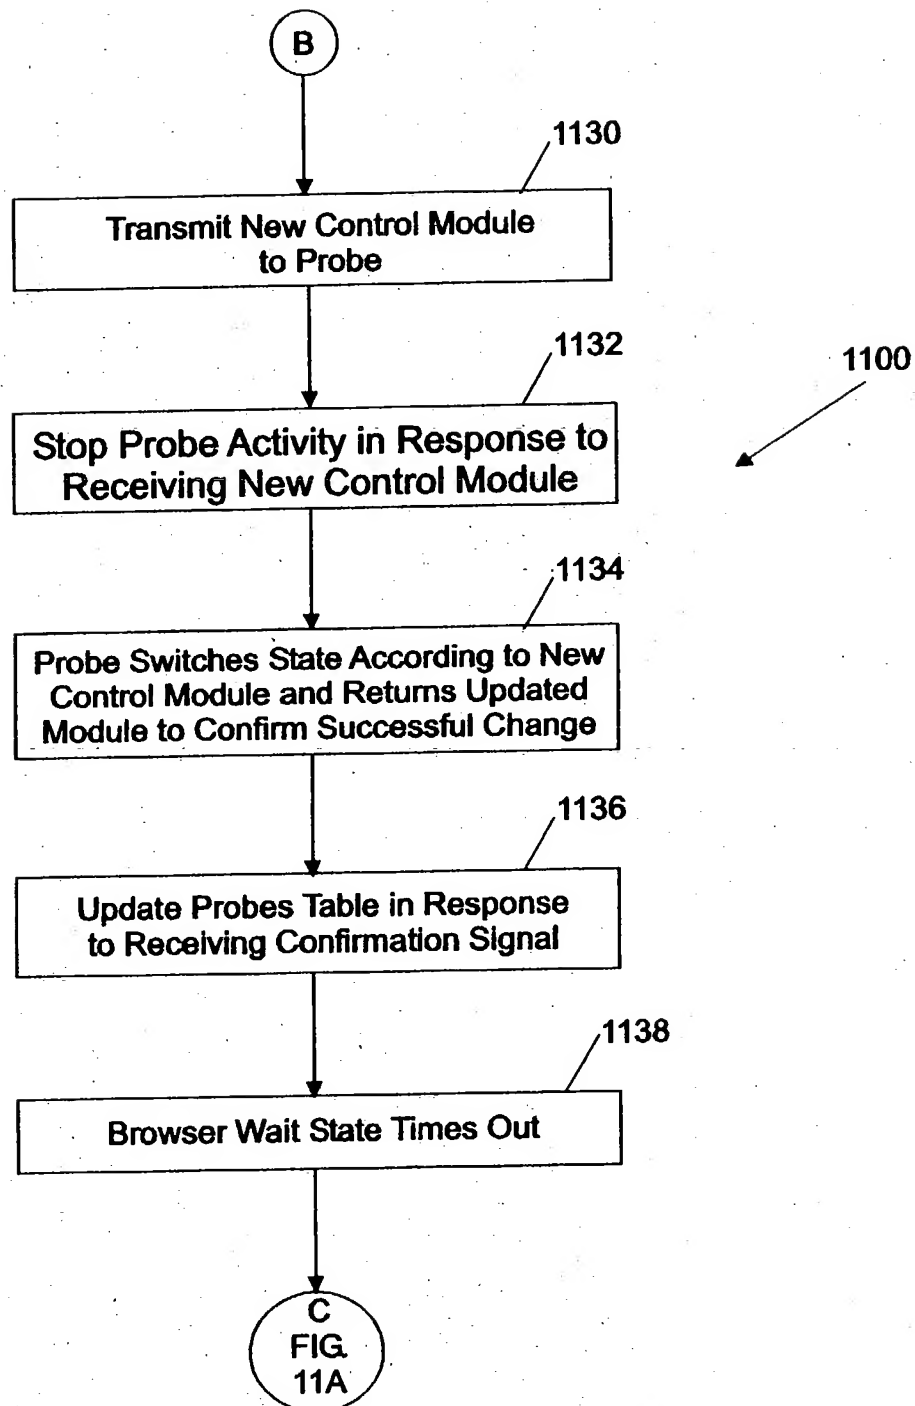 B
1130
Transmit New Control Module
to Probe
1132
1100
Stop Probe Activity in Response to
Receiving New Control Module
1134
Probe Switches State According to New
Control Module and Returns Updated
Module to Confirm Successful Change
1136
Update Probes Table in Response
to Receiving Confirmation Signal
1138
Browser Wait State Times Out
C
FIG.
11A